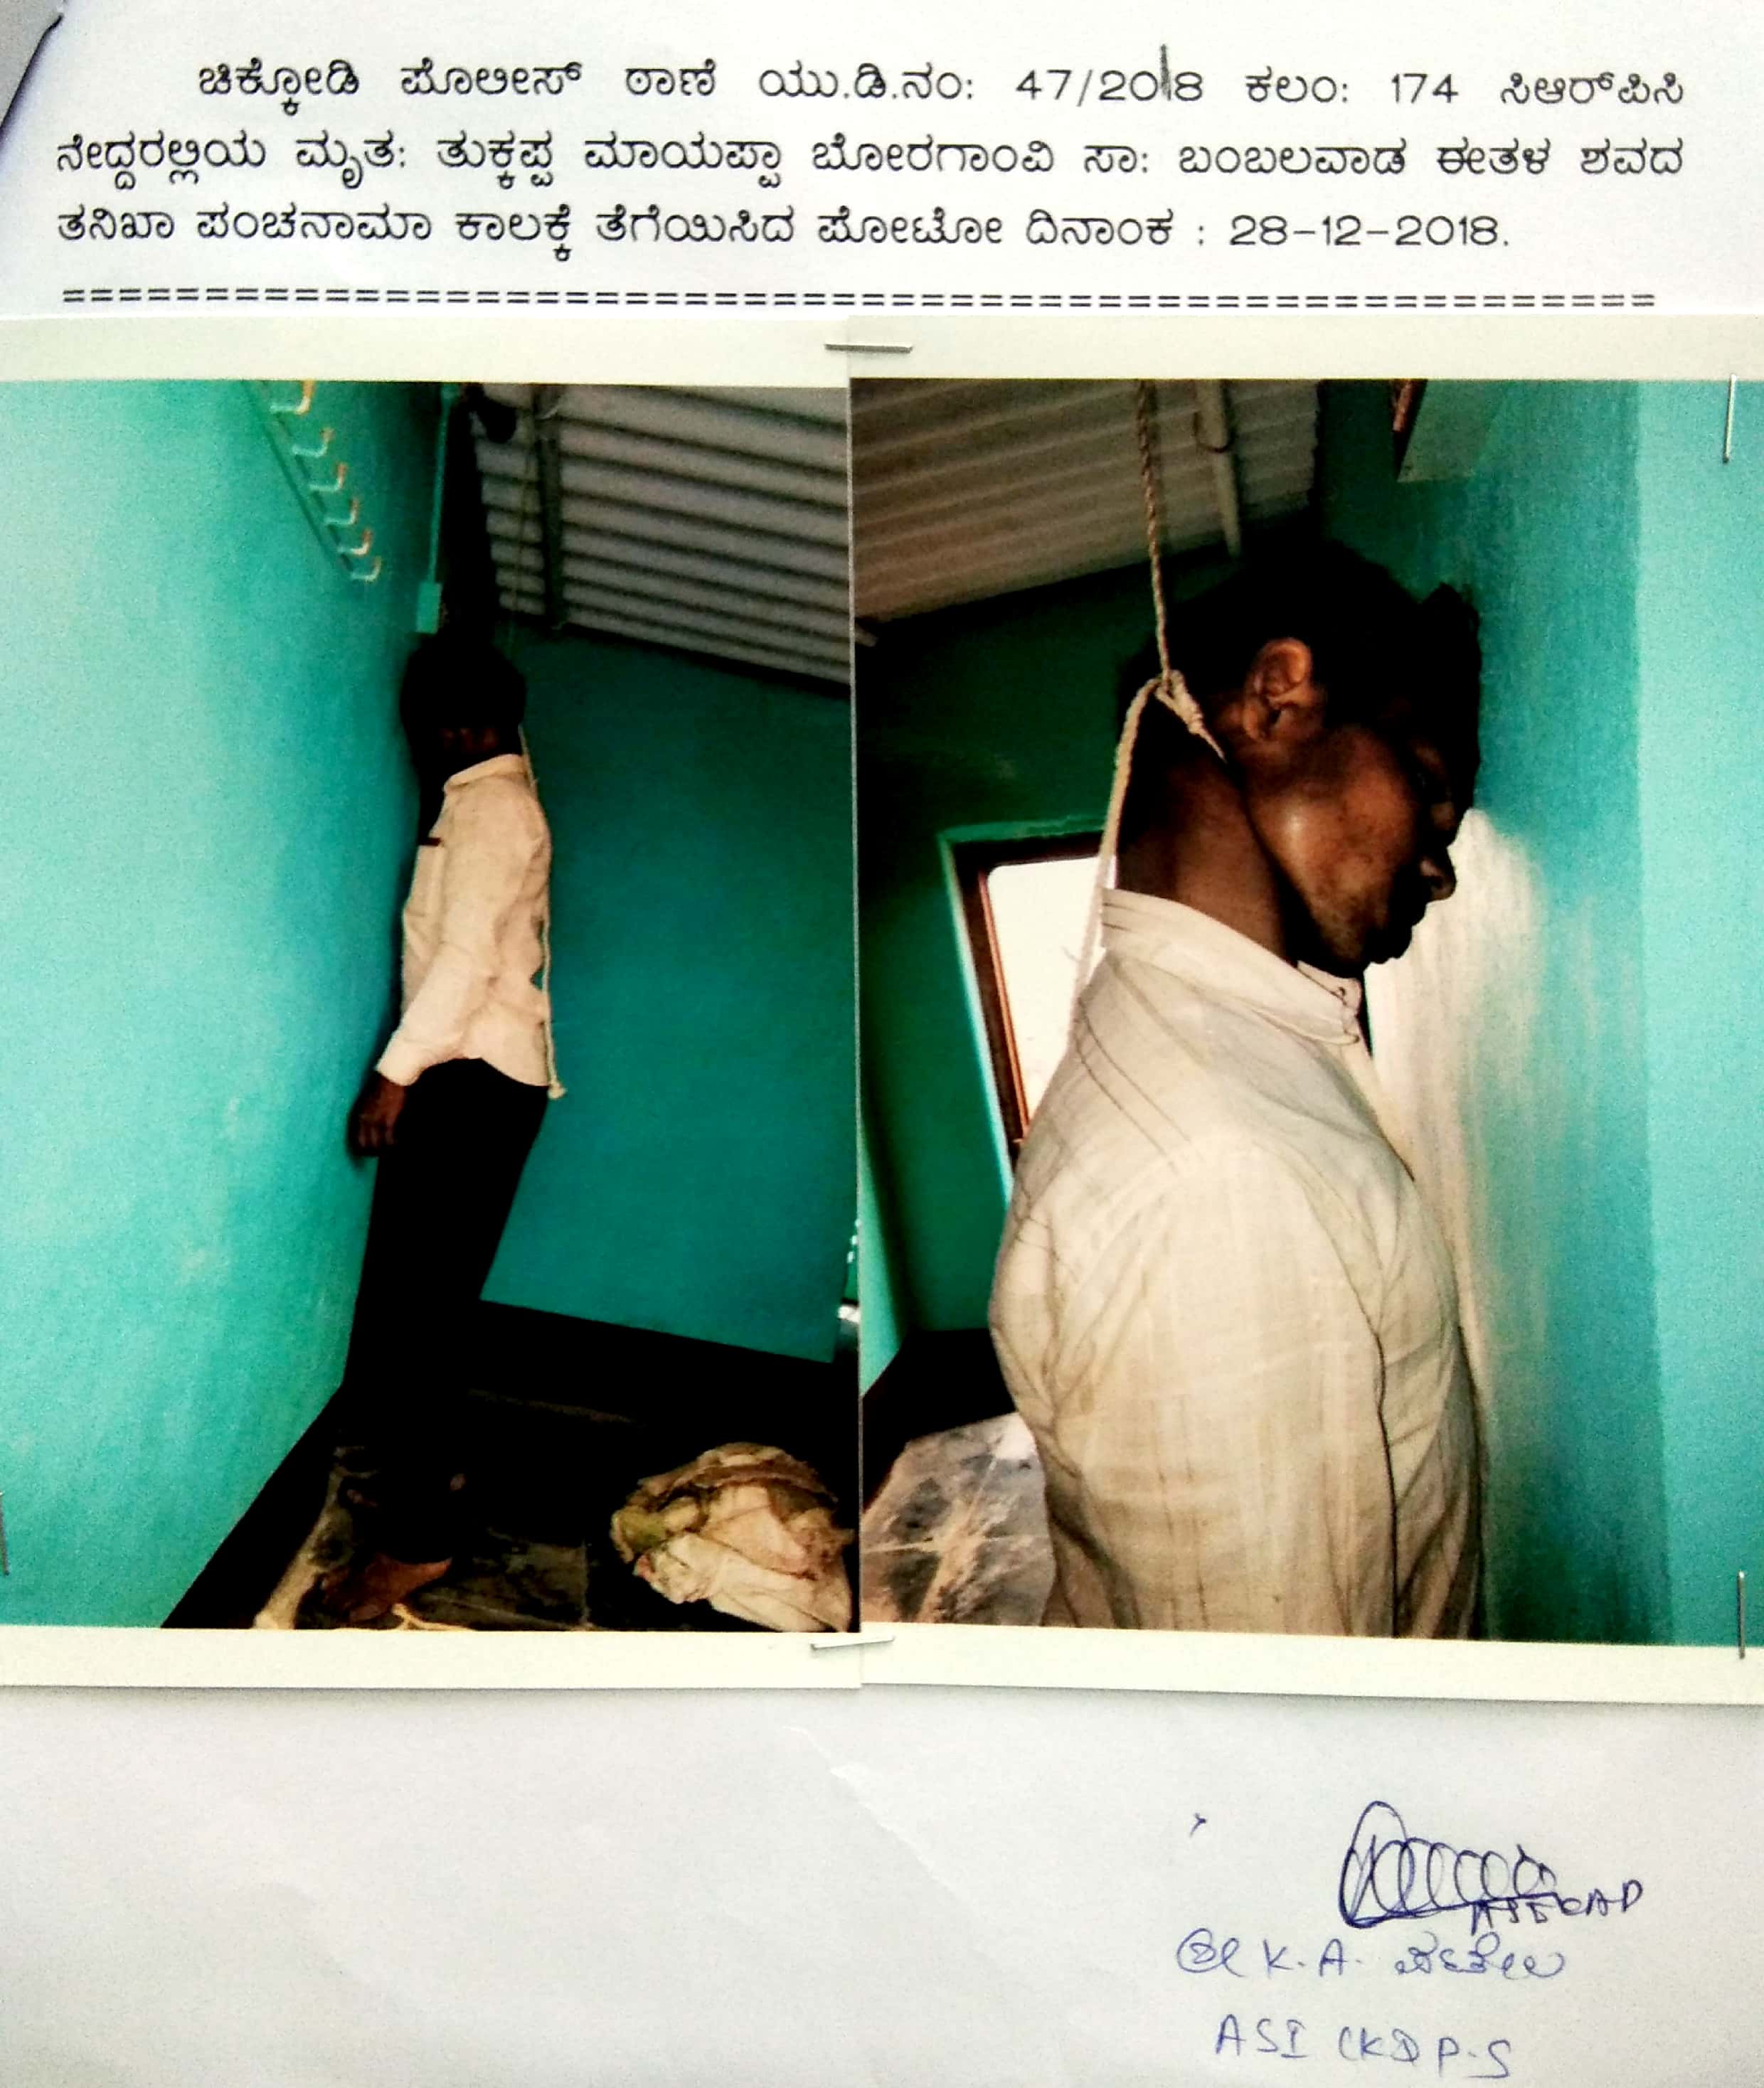 ಚಿಕ್ಕೋಡಿ ಪೊಲೀಸ್ ಠಾಣೆ ಯು.ಡಿ.ನಂ: 47/2018 ಕಲಂ: 174 ಸಿಆರ್‌ಪಿಸಿ
ನೇದ್ದರಲ್ಲಿಯ ಮೃತ: ತುಕ್ಕಪ್ಪ ಮಾಯಪ್ಪಾ ಬೋರಗಾಂವಿ ಸಾ: ಬಂಬಲವಾಡ ಈತಳ ಶವದ
ತನಿಖಾ ಪಂಚನಾಮಾ ಕಾಲಕ್ಕೆ ತೆಗೆಯಿಸಿದ ಪೋಟೋ ದಿನಾಂಕ : 28-12-2018.
=======================================================
K. A.
ASI CKD P.S